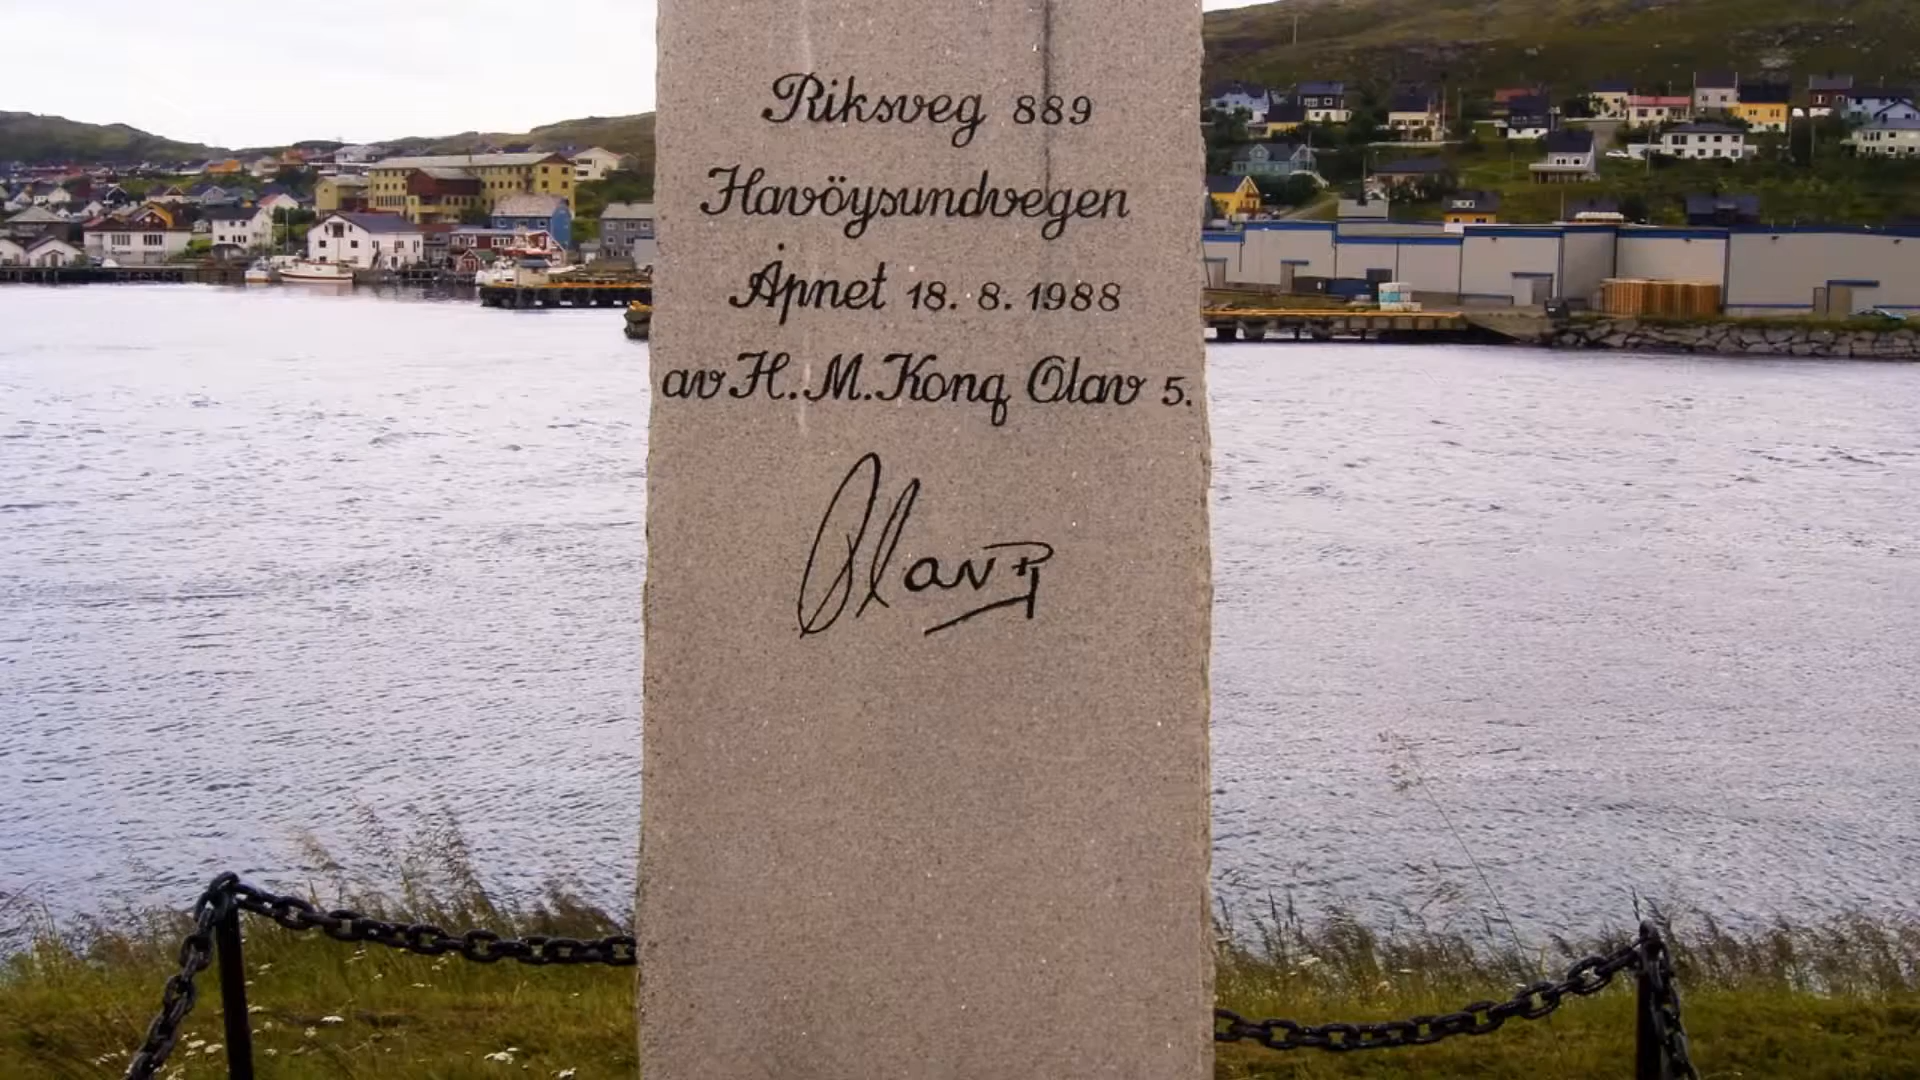 Riksveg 889
Havöysundvegen
Åpnet 18. 8. 1988
av H. M. Kong Olav 5.
Olav R